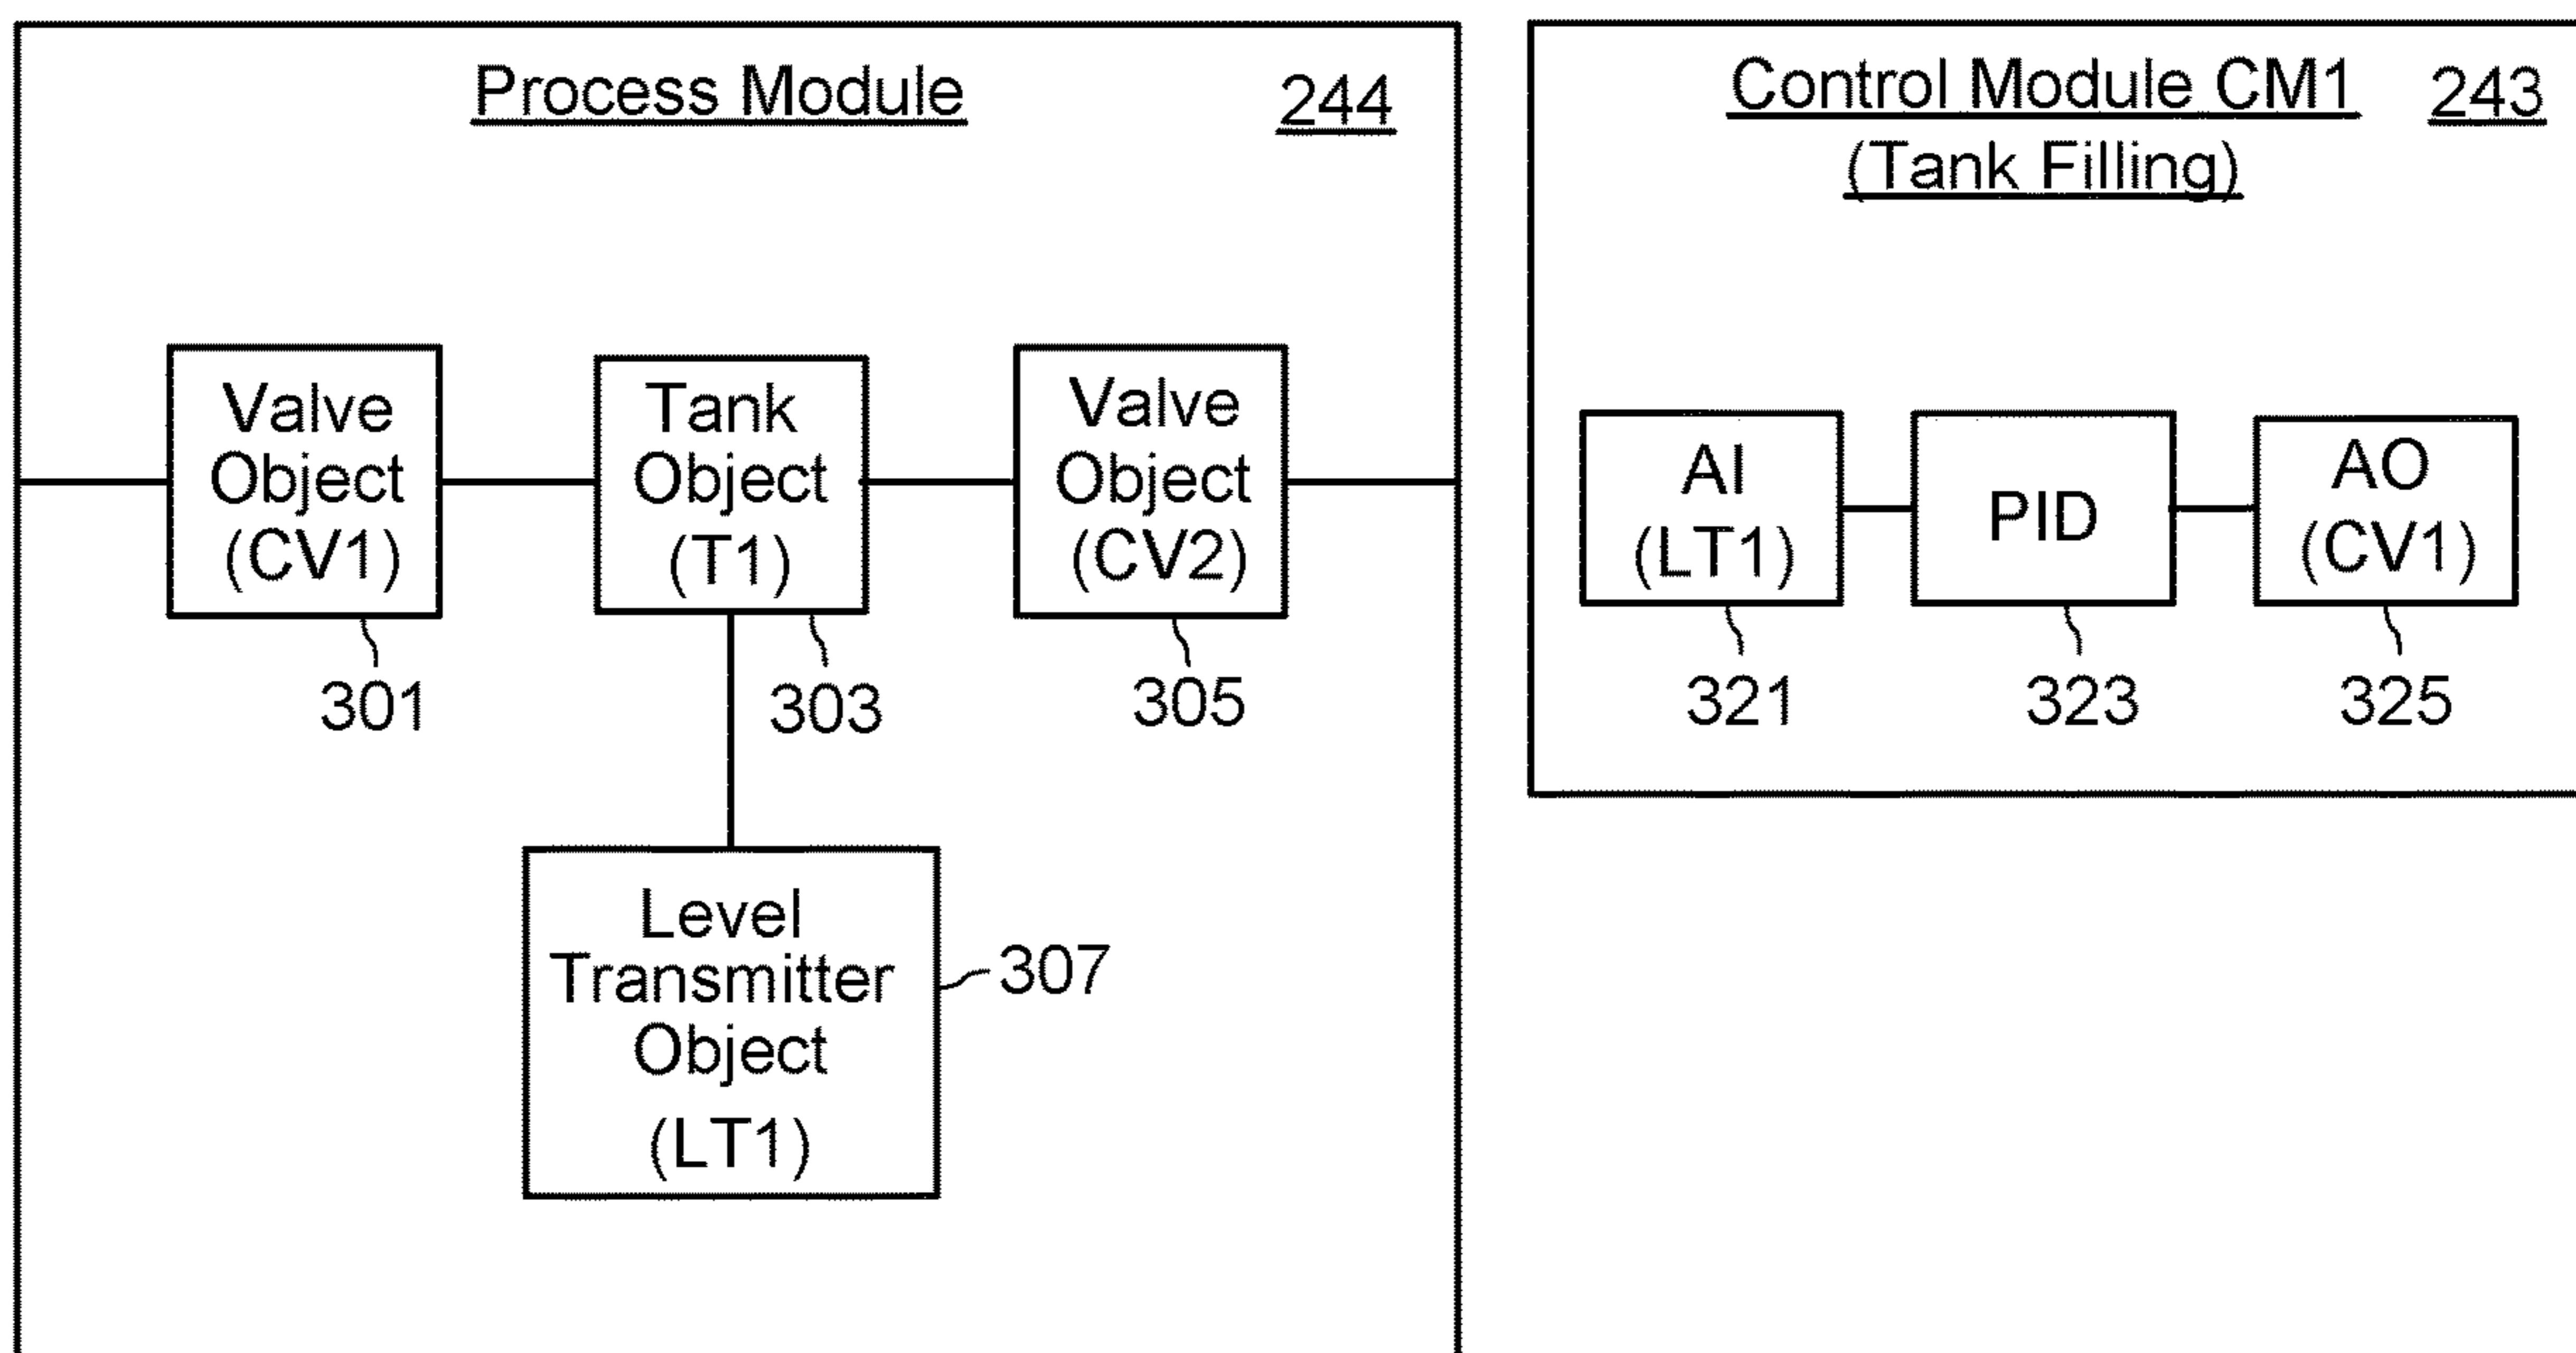 Process Module
244
Valve
Object
(CV1)
301
Tank
Object
(T1)
303
Valve
Object
(CV2)
305
Level
Transmitter
Object
(LT1)
307
Control Module CM1
(Tank Filling)
243
AI
(LT1)
321
PID
323
AO
(CV1)
325